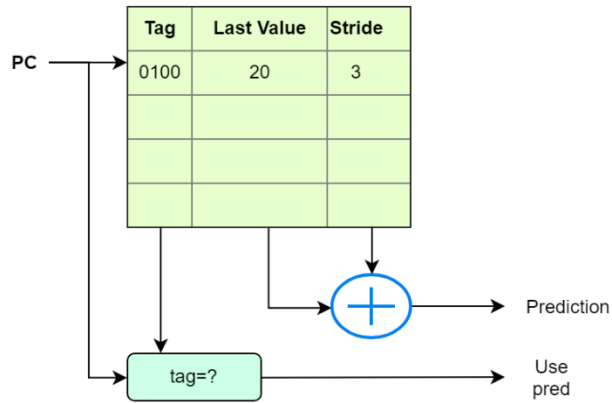 Tag Last Value Stride
PC
0100 20 3
Prediction
tag=?
Use
pred